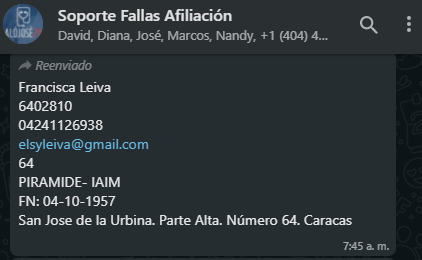 Soporte Fallas Afiliación
David, Diana, José, Marcos, Nandy, +1 (404) 4...
Reenviado
Francisca Leiva
6402810
04241126938
elsyleiva@gmail.com
64
PIRAMIDE- IAIM
FN: 04-10-1957
San Jose de la Urbina. Parte Alta. Número 64. Caracas
7:45 a. m.